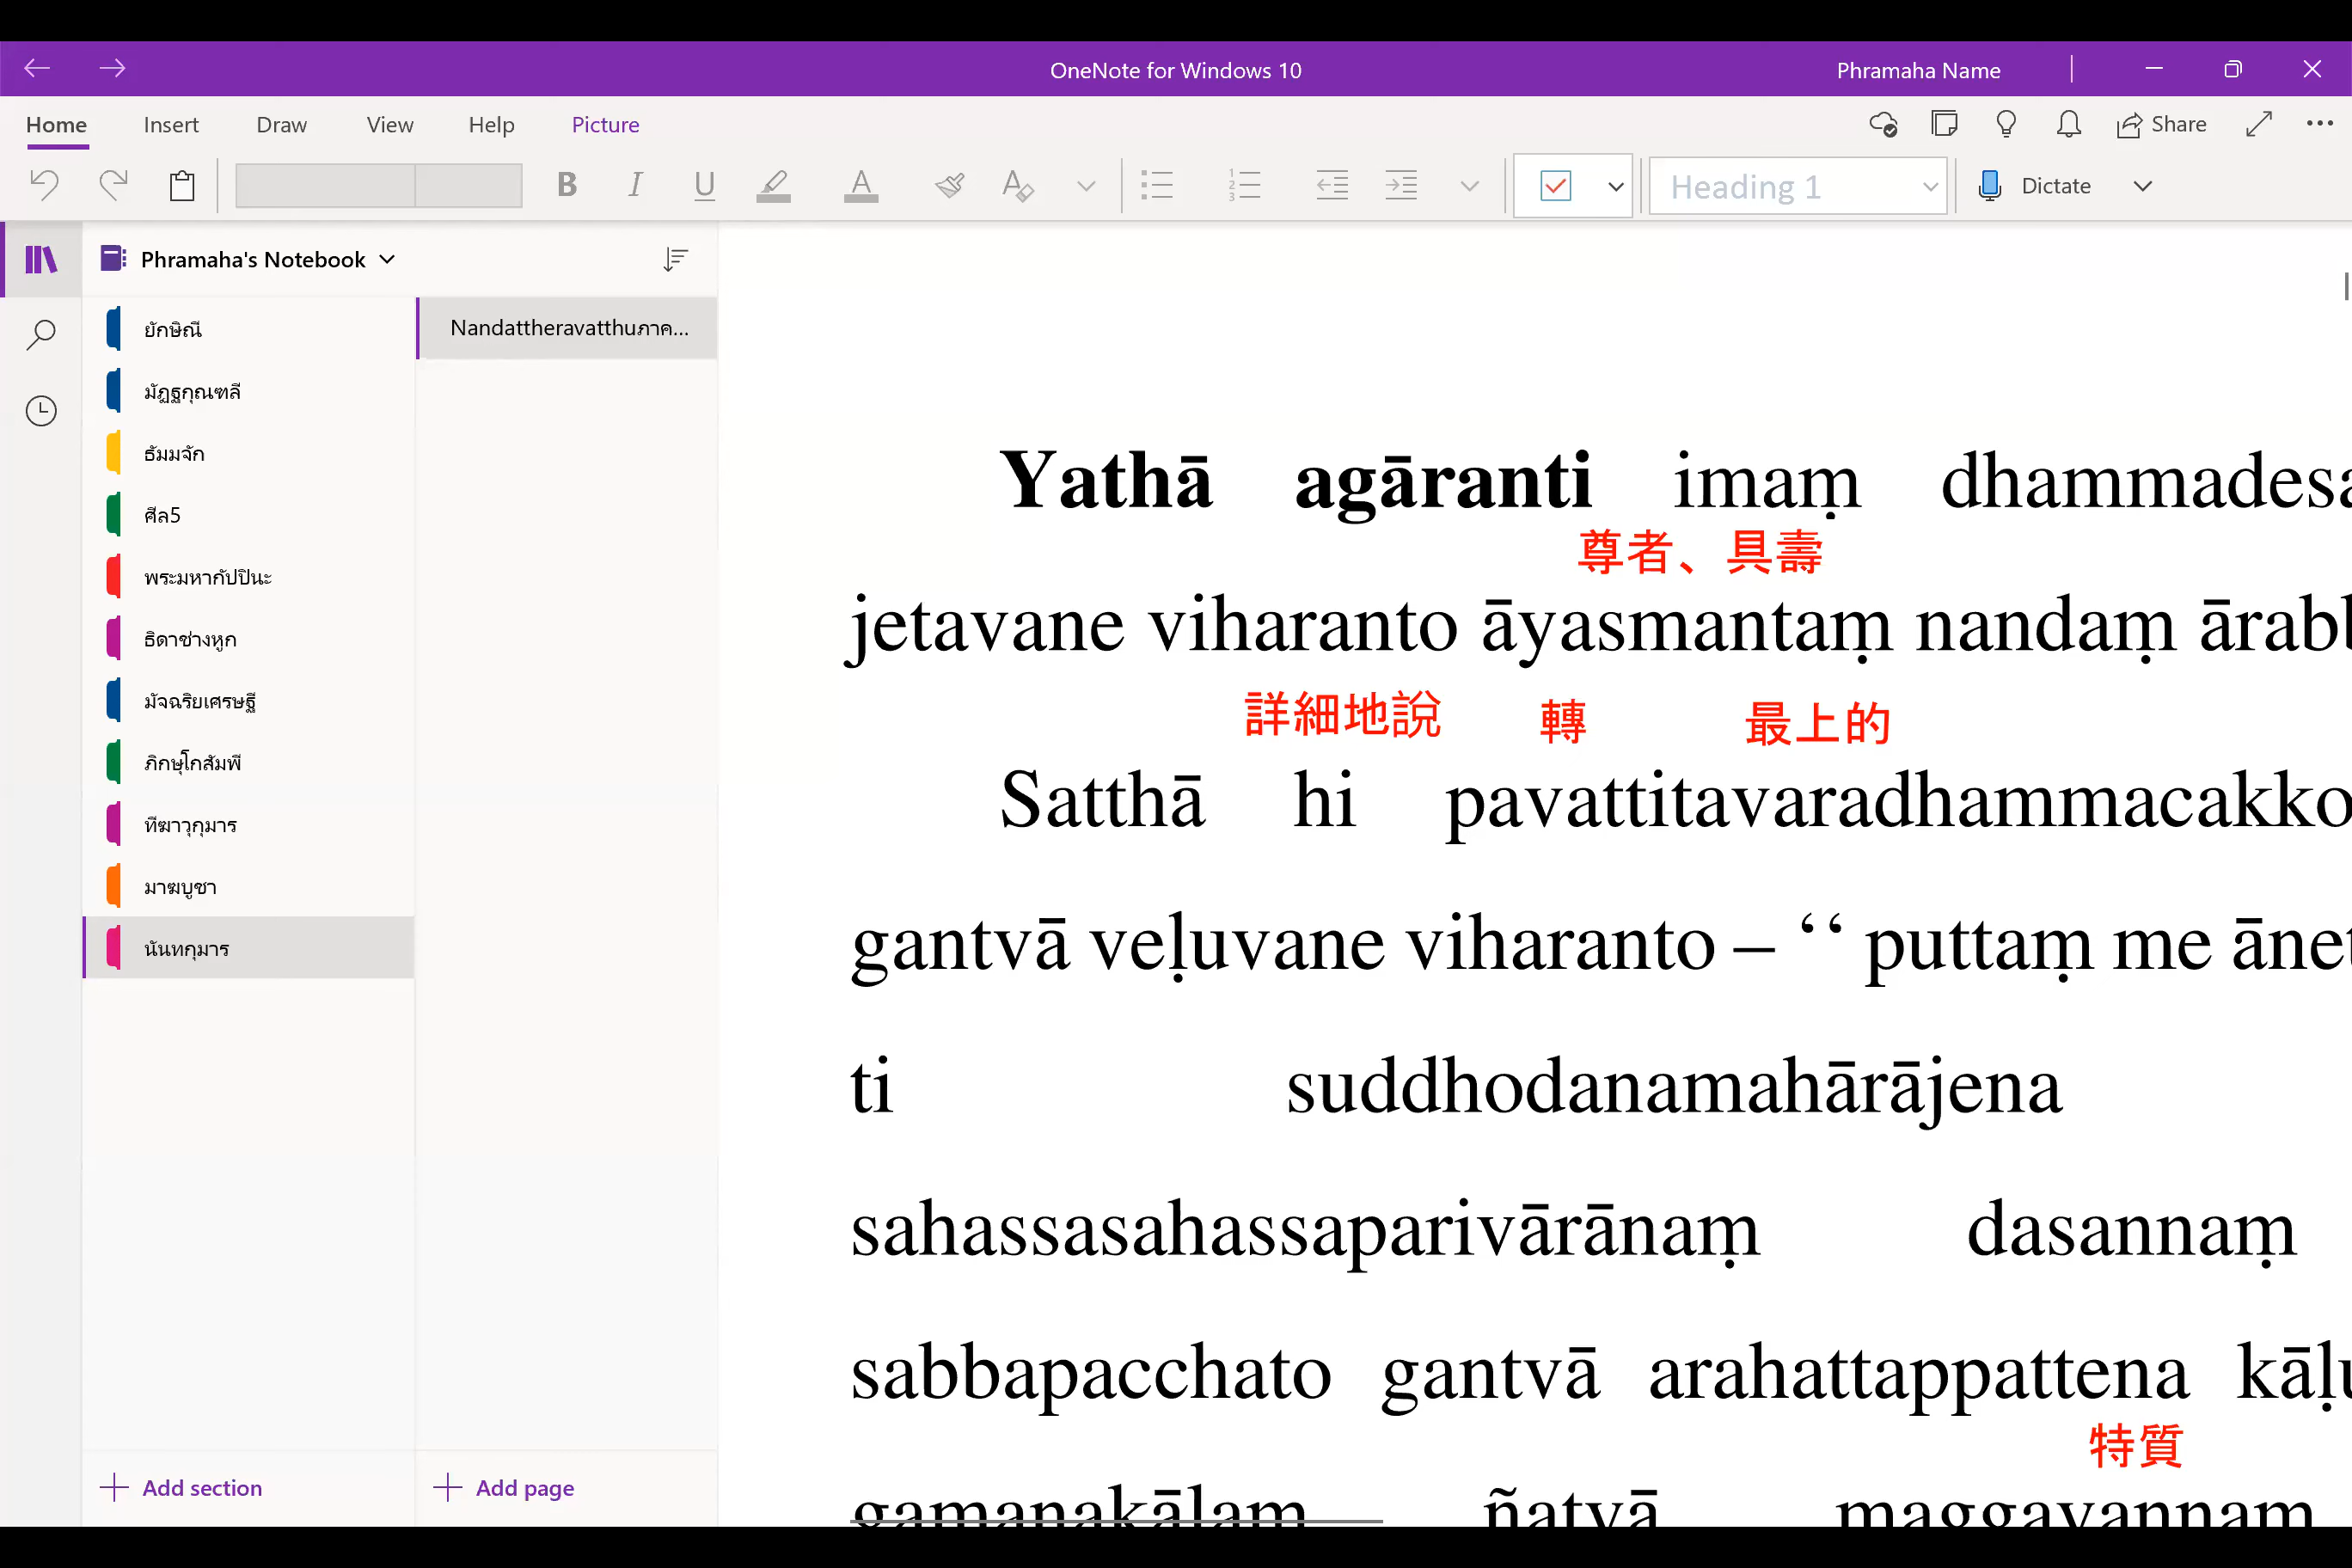 OneNote for Windows 10
Phramaha Name
Home Insert Draw View Help Picture
Share
B I U A A
Heading 1
Dictate
Phramaha's Notebook
Nandattheravatthuภาค...
ยักษิณี
มัฏฐกุณฑลี
ธัมมจัก
ศีล5
พระมหากัปปินะ
ธิดาช่างหูก
มัจฉริยเศรษฐี
ภิกษุโกสัมพี
ทีฆาวุกุมาร
มาฆบูชา
นันทกุมาร
Add section
Add page
Yathā agāranti imaṃ dhammadesa
尊者、具壽
jetavane viharanto āyasmantaṃ nandaṃ ārabb
詳細地說 轉 最上的
Satthā hi pavattitavaradhammacakko
gantvā veḷuvane viharanto – ‘‘ puttaṃ me ānet
ti suddhodanamahārājena
sahassasahassaparivārānaṃ dasannaṃ
sabbapacchato gantvā arahattappattena kāḷu
特質
gamanakālaṃ ñatvā maggavaṇṇaṃ